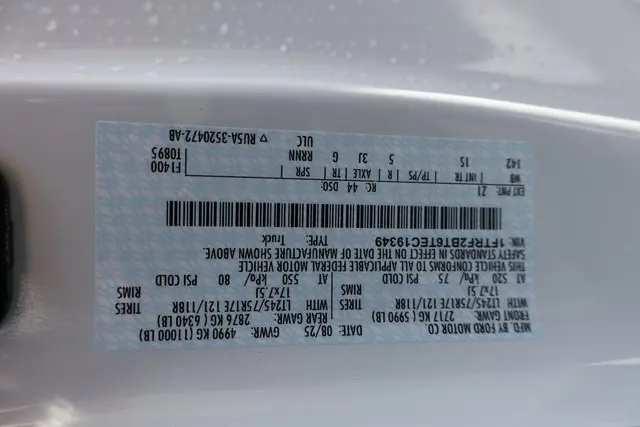 MFD. BY FORD MOTOR CO.
DATE: 08/25 GVWR: 4990 KG (11000 LB)
FRONT GAWR: 2717 KG (5990 LB) REAR GAWR: 2876 KG (6340 LB)
LT245/75R17E 121/118R TIRES WITH LT245/75R17E 121/118R TIRES
17x7.5J RIMS 17x7.5J RIMS
AT 520 kPa/ 75 PSI COLD AT 550 kPa/ 80 PSI COLD
THIS VEHICLE CONFORMS TO ALL APPLICABLE FEDERAL MOTOR VEHICLE
SAFETY STANDARDS IN EFFECT ON THE DATE OF MANUFACTURE SHOWN ABOVE.
VIN: 1FTRF2BT6TEC19349 TYPE: Truck
EXT PNT: Z1 RC: 44 DSO: F1400
WB INT TR TP/PS R AXLE TR SPR T0895
142 1S 5 3J G RRNN
ULC ▽ RU5A-3520472-AB